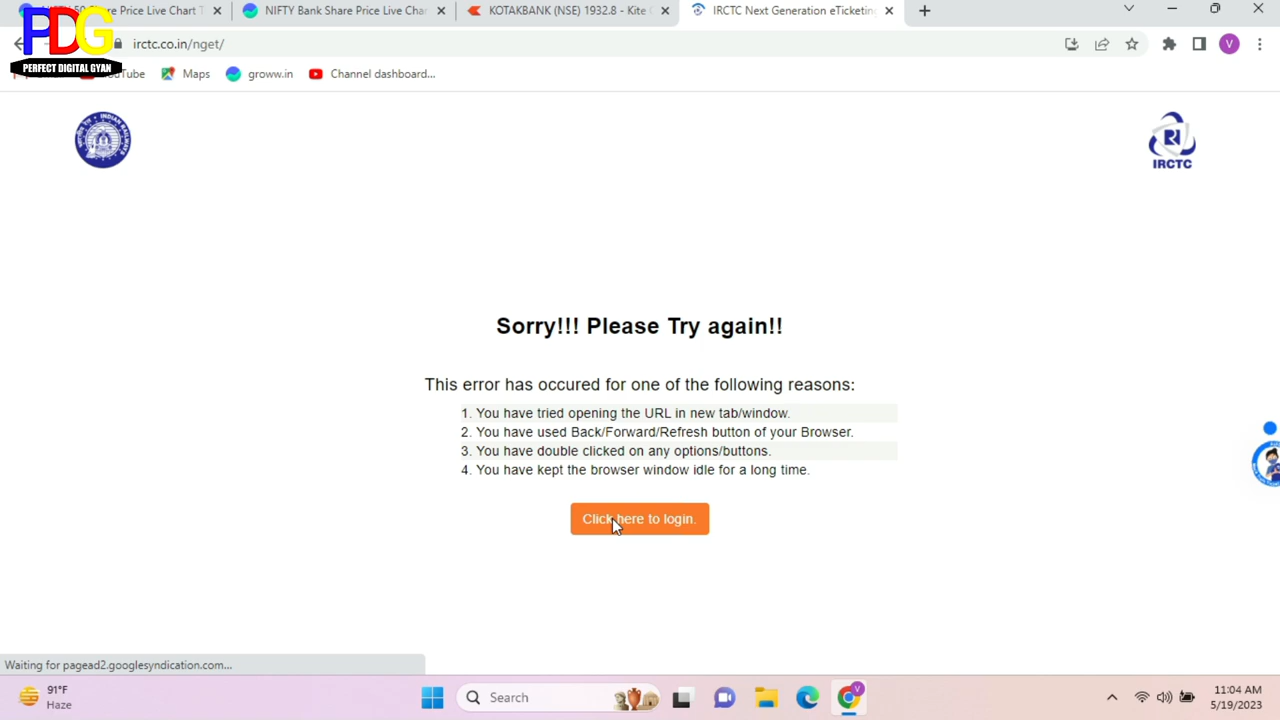 50 Share Price Live Chart T
NIFTY Bank Share Price Live Char
KOTAKBANK (NSE) 1932.8 - Kite C
IRCTC Next Generation eTicketing
PDG
PERFECT DIGITAL GYAN
irctc.co.in/nget/
V
YouTube
Maps
groww.in
Channel dashboard...
INDIAN RAILWAYS
IRCTC
Sorry!!! Please Try again!!
This error has occured for one of the following reasons:
1. You have tried opening the URL in new tab/window.
2. You have used Back/Forward/Refresh button of your Browser.
3. You have double clicked on any options/buttons.
4. You have kept the browser window idle for a long time.
Click here to login.
Waiting for pagead2.googlesyndication.com...
91°F
Haze
Search
V
11:04 AM
5/19/2023